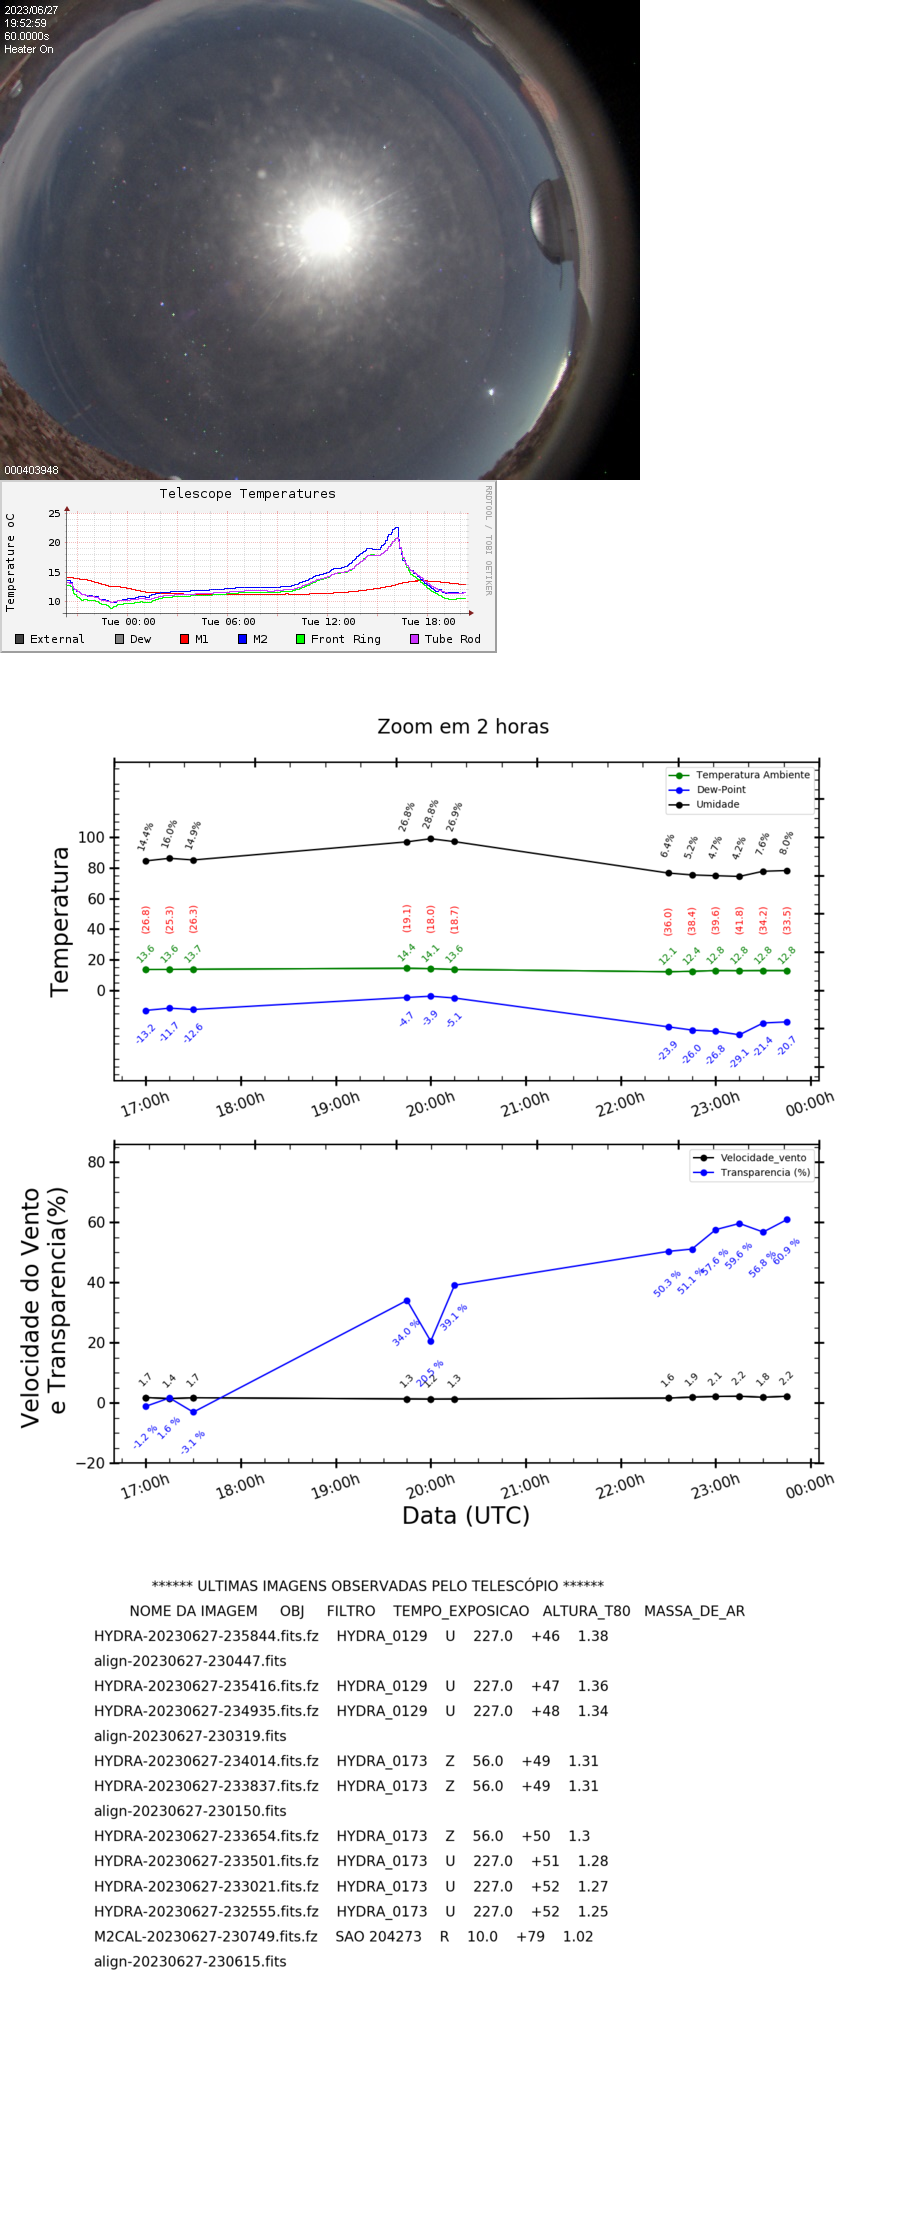 2023/06/27
19:52:59
60.0000s
Heater On
000403948
Telescope Temperatures
RRDTOOL / TOBI OETIKER
Temperature oC
25
20
15
10
Tue 00:00 Tue 06:00 Tue 12:00 Tue 18:00
External Dew M1 M2 Front Ring Tube Rod
Zoom em 2 horas
Temperatura Ambiente
Dew-Point
Umidade
Temperatura
100
80
60
40
20
0
14.4% 16.0% 14.9% 26.8% 28.8% 26.9% 6.4% 5.2% 4.7% 4.2% 7.6% 8.0%
(26.8) (25.3) (26.3) (19.1) (18.0) (18.7) (36.0) (38.4) (39.6) (41.8) (34.2) (33.5)
13.6 13.6 13.7 14.4 14.1 13.6 12.1 12.4 12.8 12.8 12.8 12.8
-13.2 -11.7 -12.6 -4.7 -3.9 -5.1 -23.9 -26.0 -26.8 -29.1 -21.4 -20.7
17:00h 18:00h 19:00h 20:00h 21:00h 22:00h 23:00h 00:00h
Velocidade_vento
Transparencia (%)
Velocidade do Vento
e Transparencia(%)
80
60
40
20
0
−20
50.3 % 51.1 % 57.6 % 59.6 % 56.8 % 60.9 %
34.0 % 20.5 % 39.1 %
1.7 1.4 1.7 1.3 1.2 1.3 1.6 1.9 2.1 2.2 1.8 2.2
-1.2 % 1.6 % -3.1 %
17:00h 18:00h 19:00h 20:00h 21:00h 22:00h 23:00h 00:00h
Data (UTC)
****** ULTIMAS IMAGENS OBSERVADAS PELO TELESCÓPIO ******
NOME DA IMAGEM OBJ FILTRO TEMPO_EXPOSICAO ALTURA_T80 MASSA_DE_AR
HYDRA-20230627-235844.fits.fz HYDRA_0129 U 227.0 +46 1.38
align-20230627-230447.fits
HYDRA-20230627-235416.fits.fz HYDRA_0129 U 227.0 +47 1.36
HYDRA-20230627-234935.fits.fz HYDRA_0129 U 227.0 +48 1.34
align-20230627-230319.fits
HYDRA-20230627-234014.fits.fz HYDRA_0173 Z 56.0 +49 1.31
HYDRA-20230627-233837.fits.fz HYDRA_0173 Z 56.0 +49 1.31
align-20230627-230150.fits
HYDRA-20230627-233654.fits.fz HYDRA_0173 Z 56.0 +50 1.3
HYDRA-20230627-233501.fits.fz HYDRA_0173 U 227.0 +51 1.28
HYDRA-20230627-233021.fits.fz HYDRA_0173 U 227.0 +52 1.27
HYDRA-20230627-232555.fits.fz HYDRA_0173 U 227.0 +52 1.25
M2CAL-20230627-230749.fits.fz SAO 204273 R 10.0 +79 1.02
align-20230627-230615.fits